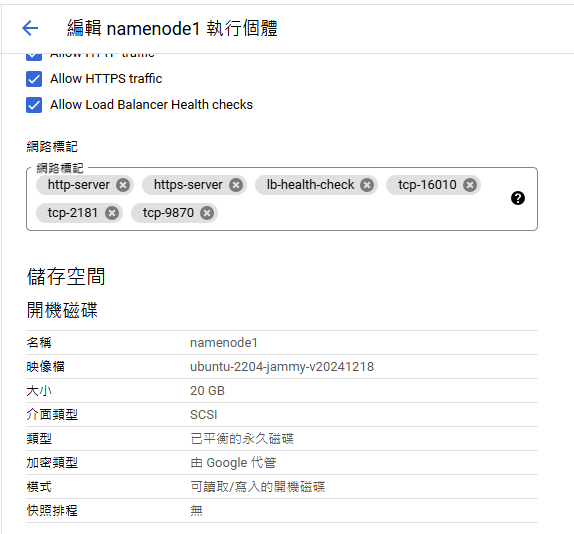 編輯 namenode1 執行個體
Allow HTTP traffic
Allow HTTPS traffic
Allow Load Balancer Health checks
網路標記
網路標記
http-server https-server lb-health-check tcp-16010
tcp-2181 tcp-9870
儲存空間
開機磁碟
名稱 namenode1
映像檔 ubuntu-2204-jammy-v20241218
大小 20 GB
介面類型 SCSI
類型 已平衡的永久磁碟
加密類型 由 Google 代管
模式 可讀取/寫入的開機磁碟
快照排程 無